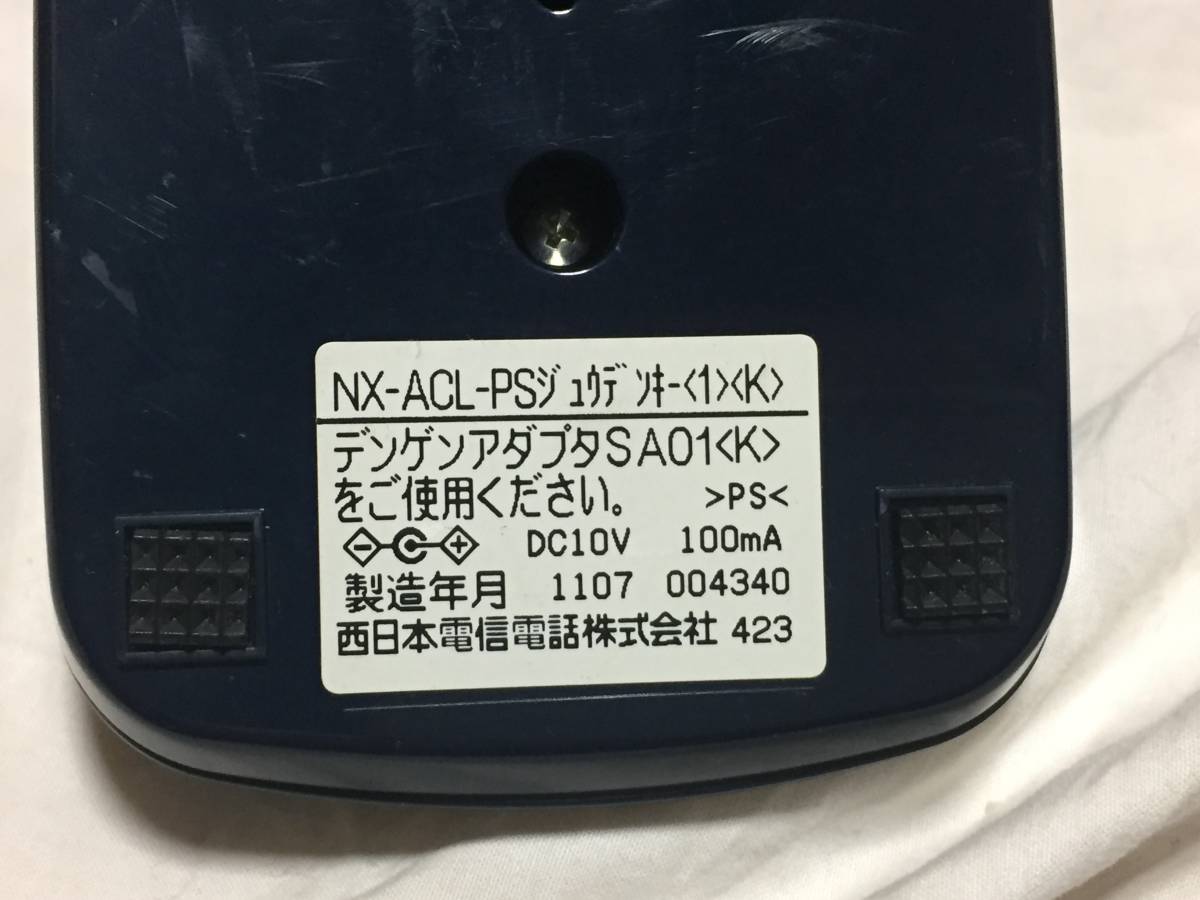 NX-ACL-PSｼﾞｭｳﾃﾞﾝｷ-<1><K>
デンゲンアダプタSA01<K>
をご使用ください。 >PS<
DC10V 100mA
製造年月 1107 004340
西日本電信電話株式会社 423